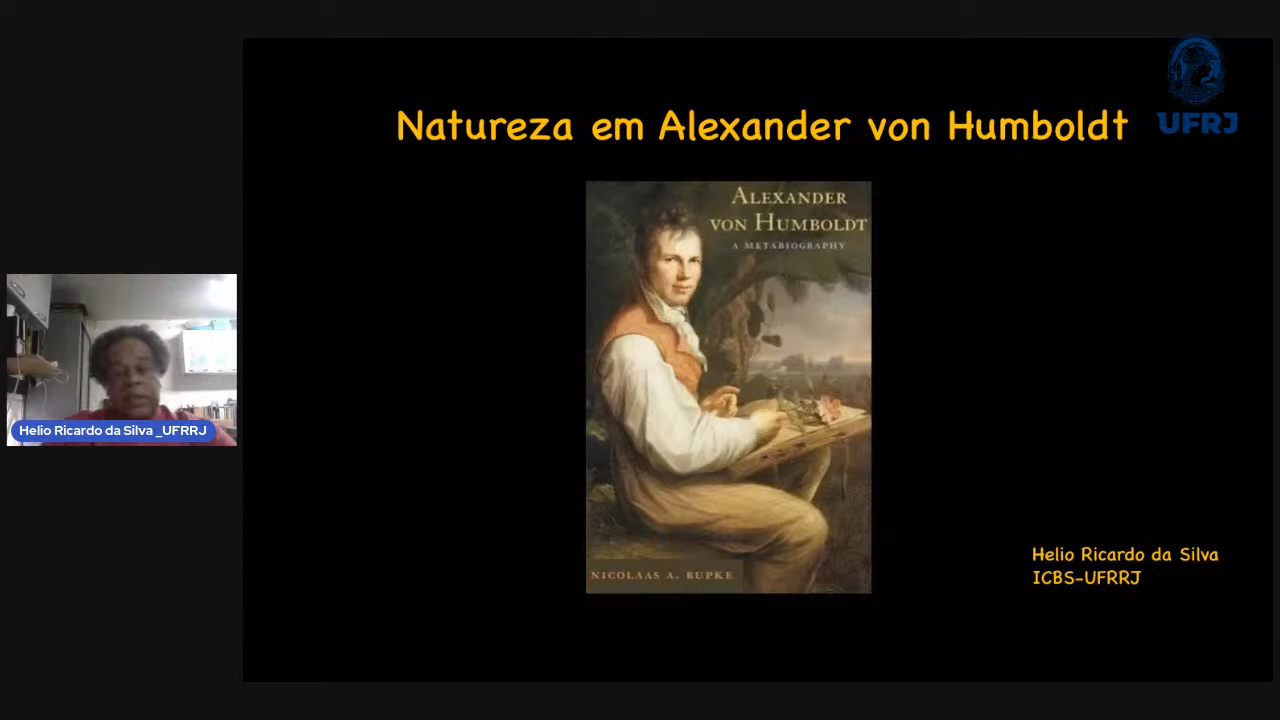 Natureza em Alexander von Humboldt
UFRJ
ALEXANDER
VON HUMBOLDT
A METABIOGRAPHY
NICOLAAS A. RUPKE
Helio Ricardo da Silva _UFRRJ
Helio Ricardo da Silva
ICBS-UFRRJ